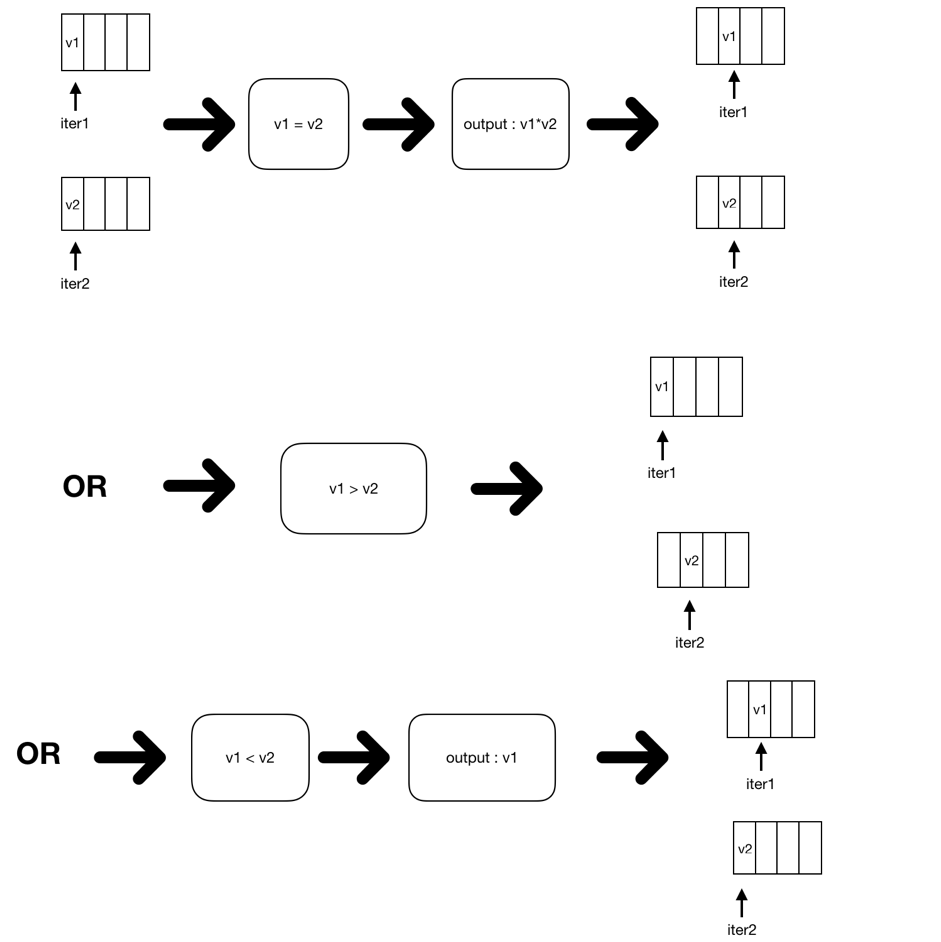 v1
iter1
v2
iter2
v1 = v2
output : v1*v2
v1
iter1
v2
iter2
OR
v1 > v2
v1
iter1
v2
iter2
OR
v1 < v2
output : v1
v1
iter1
v2
iter2